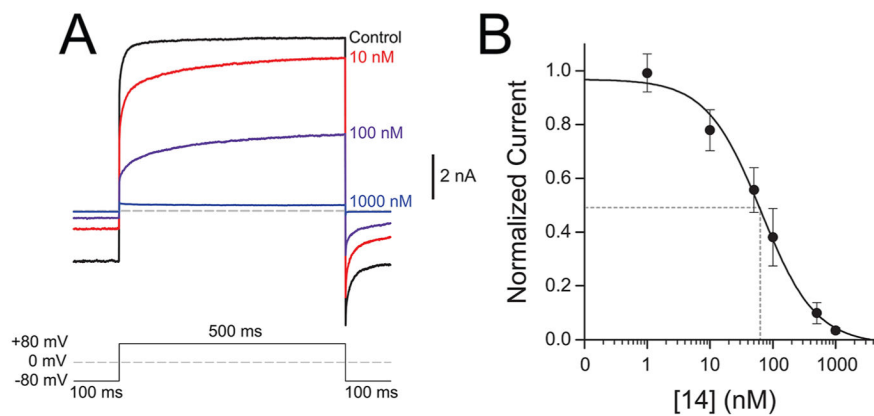 A
Control
10 nM
100 nM
1000 nM
2 nA
500 ms
+80 mV
0 mV
-80 mV
100 ms
100 ms
B
Normalized Current
1.0
0.8
0.6
0.4
0.2
0.0
0 1 10 100 1000
[14] (nM)